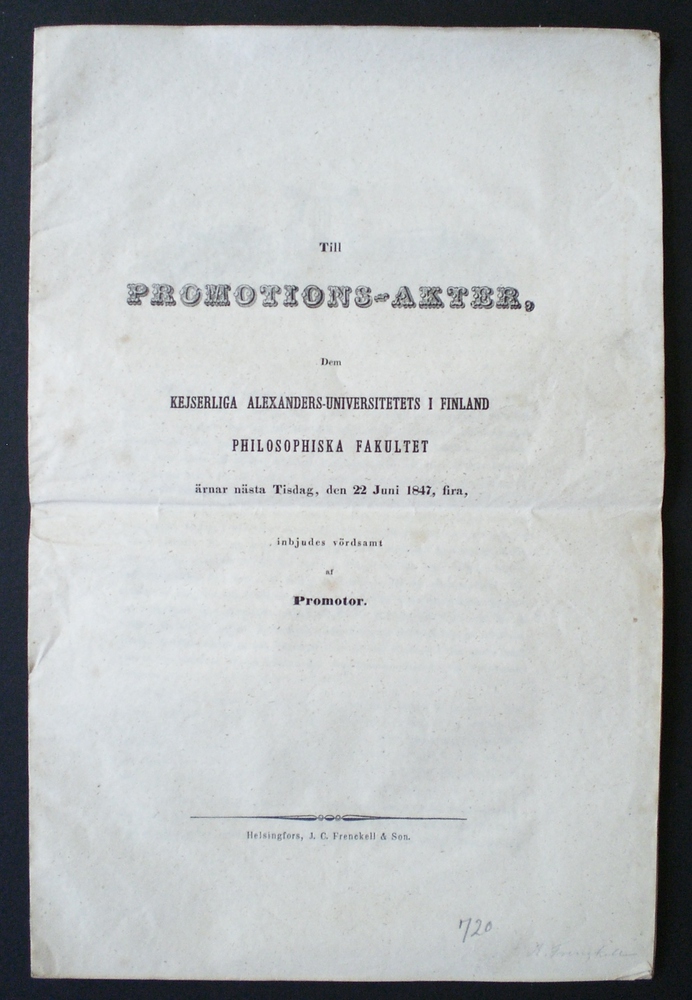 Till
PROMOTIONS-AKTER,
Dem
KEJSERLIGA ALEXANDERS-UNIVERSITETETS I FINLAND
PHILOSOPHISKA FAKULTET
ärnar nästa Tisdag, den 22 Juni 1847, fira,
inbjudes vördsamt
af
Promotor.
Helsingfors, J. C. Frenckell & Son.
720